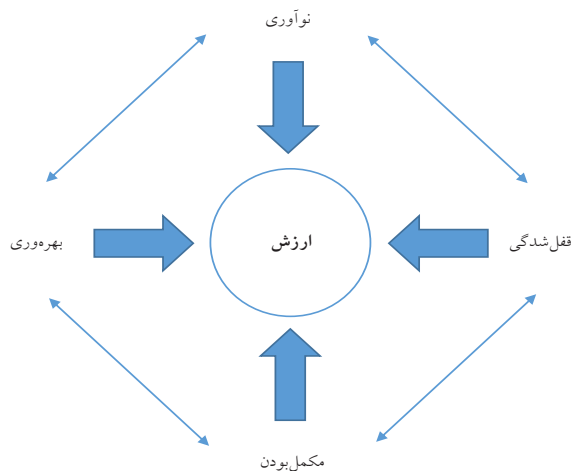 نوآوری
قفل‌شدگی
ارزش
بهره‌وری
مکمل‌بودن